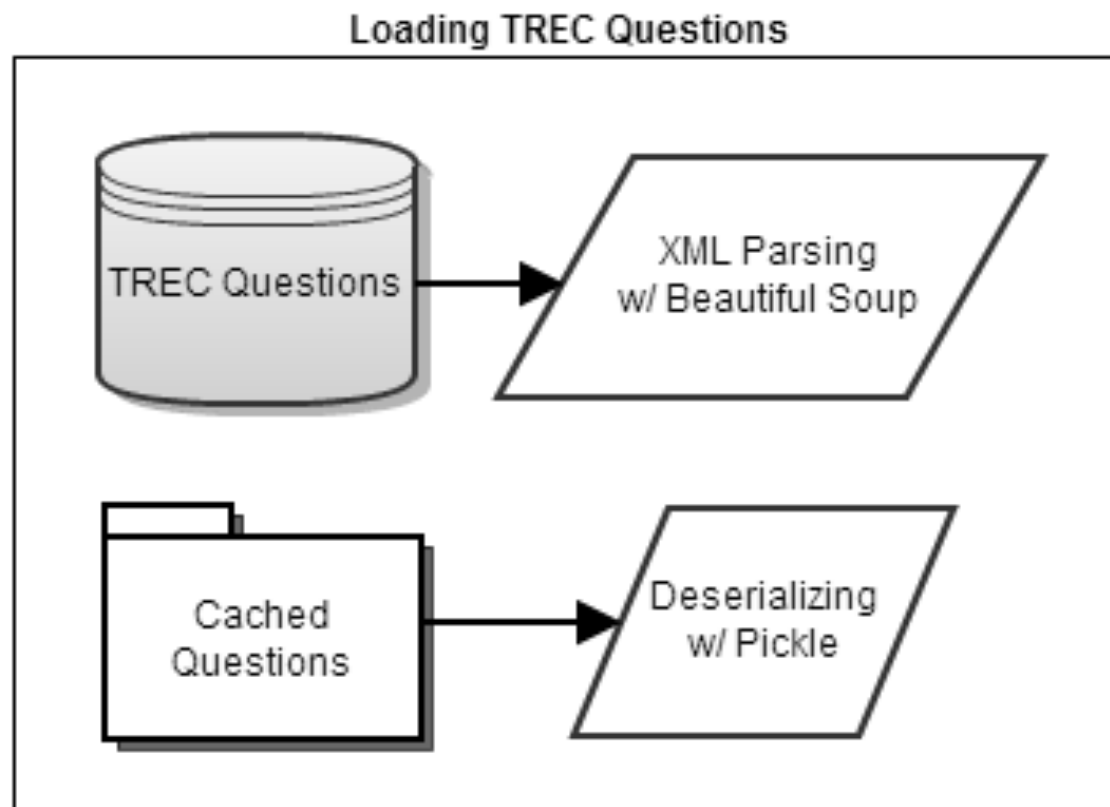 Loading TREC Questions
TREC Questions
XML Parsing
w/ Beautiful Soup
Cached
Questions
Deserializing
w/ Pickle